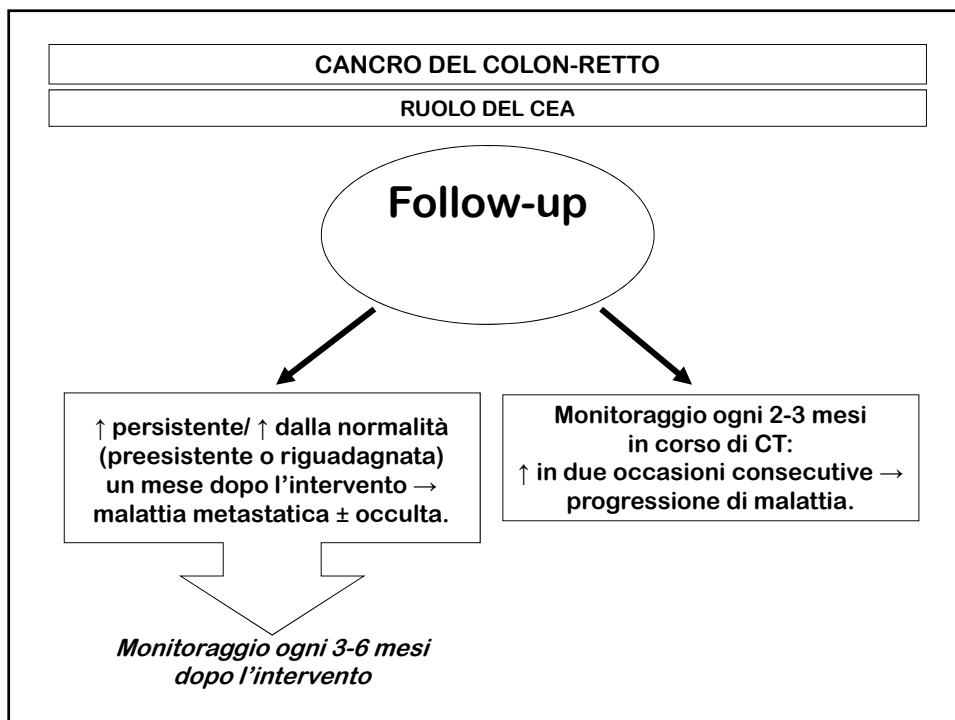 CANCRO DEL COLON-RETTO
RUOLO DEL CEA
Follow-up
↑ persistente/ ↑ dalla normalità
(preesistente o riguadagnata)
un mese dopo l’intervento →
malattia metastatica ± occulta.
Monitoraggio ogni 2-3 mesi
in corso di CT:
↑ in due occasioni consecutive →
progressione di malattia.
Monitoraggio ogni 3-6 mesi
dopo l’intervento